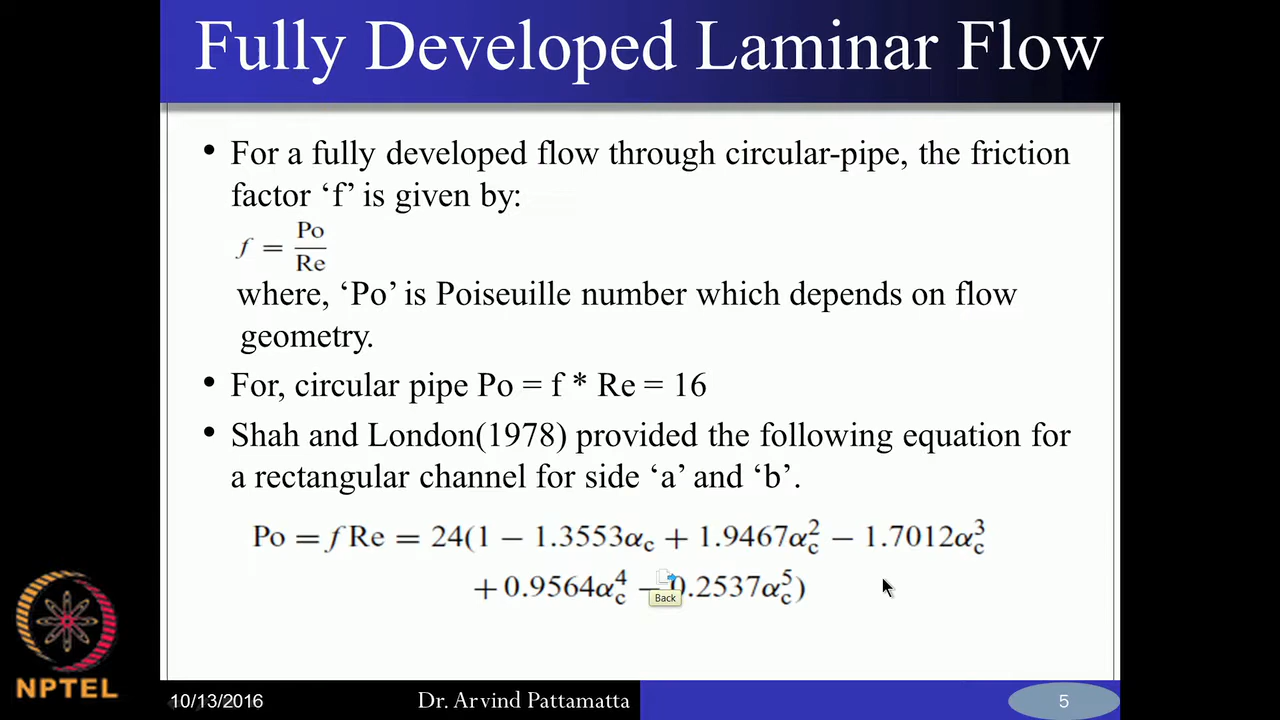 Fully Developed Laminar Flow
• For a fully developed flow through circular-pipe, the friction
factor ‘f’ is given by:
f = Po/Re
where, ‘Po’ is Poiseuille number which depends on flow
geometry.
• For, circular pipe Po = f * Re = 16
• Shah and London(1978) provided the following equation for
a rectangular channel for side ‘a’ and ‘b’.
Po = f Re = 24(1 − 1.3553α_c + 1.9467α_c^2 − 1.7012α_c^3
+ 0.9564α_c^4 − 0.2537α_c^5)
Back
NPTEL
10/13/2016
Dr. Arvind Pattamatta
5